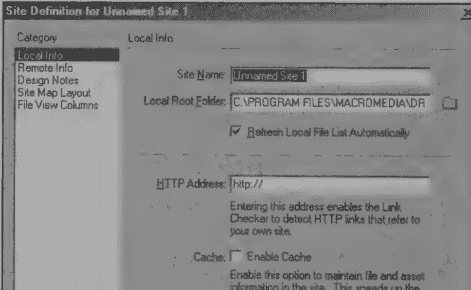 Site Definition for Unnamed Site 1
Category
Local Info
Local Info
Remote Info
Design Notes
Site Map Layout
File View Columns
Site Name: Unnamed Site 1
Local Root Folder: C:\PROGRAM FILES\MACROMEDIA\DR
Refresh Local File List Automatically
HTTP Address: http://
Entering this address enables the Link
Checker to detect HTTP links that refer to
your own site.
Cache: Enable Cache
Enable this option to maintain file and asset
information in the site. This speeds up the